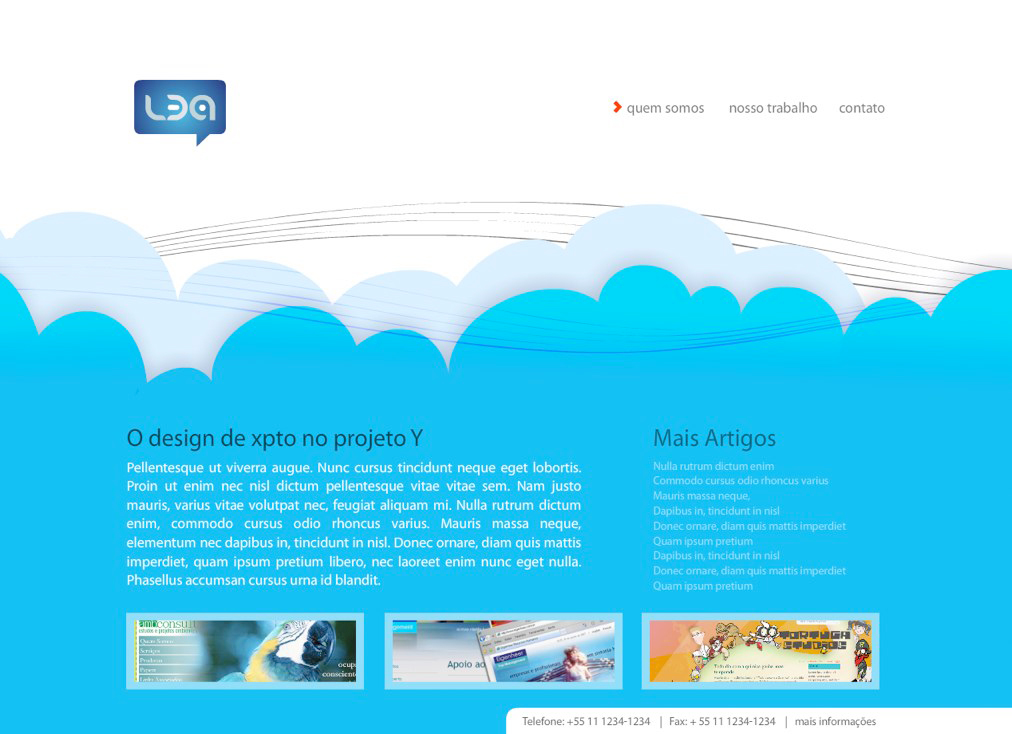 quem somos
nosso trabalho
contato
O design de xpto no projeto Y
Pellentesque ut viverra augue. Nunc cursus tincidunt neque eget lobortis.
Proin ut enim nec nisl dictum pellentesque vitae vitae sem. Nam justo
mauris, varius vitae volutpat nec, feugiat aliquam mi. Nulla rutrum dictum
enim, commodo cursus odio rhoncus varius. Mauris massa neque,
elementum nec dapibus in, tincidunt in nisl. Donec ornare, diam quis mattis
imperdiet, quam ipsum pretium libero, nec laoreet enim nunc eget nulla.
Phasellus accumsan cursus urna id blandit.
Mais Artigos
Nulla rutrum dictum enim
Commodo cursus odio rhoncus varius
Mauris massa neque,
Dapibus in, tincidunt in nisl
Donec ornare, diam quis mattis imperdiet
Quam ipsum pretium
Dapibus in, tincidunt in nisl
Donec ornare, diam quis mattis imperdiet
Quam ipsum pretium
Quem Somos
Serviços
Produtos
Apoio ao
Telefone: +55 11 1234-1234 | Fax: + 55 11 1234-1234 | mais informações